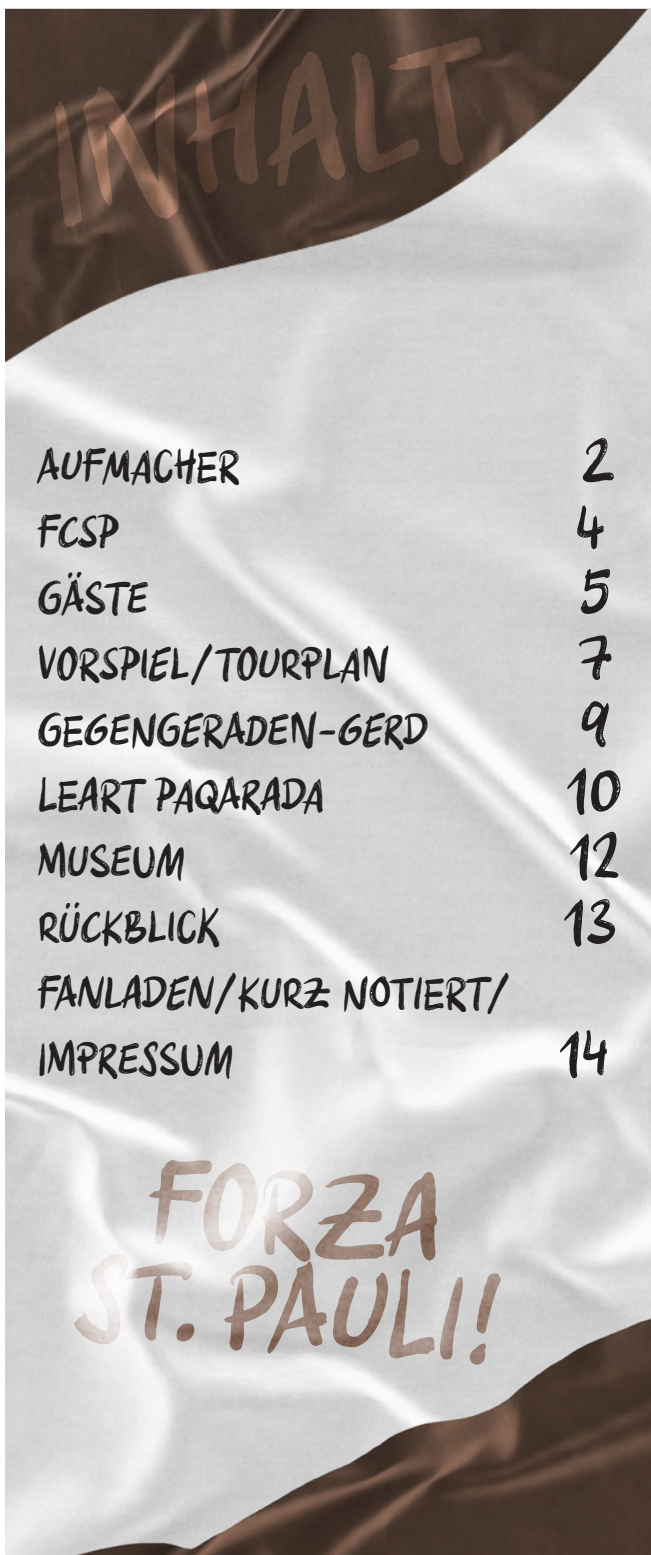 INHALT
AUFMACHER 2
FCSP 4
GÄSTE 5
VORSPIEL/TOURPLAN 7
GEGENGERADEN-GERD 9
LEART PAQARADA 10
MUSEUM 12
RÜCKBLICK 13
FANLADEN/KURZ NOTIERT/
IMPRESSUM 14
FORZA
ST. PAULI!